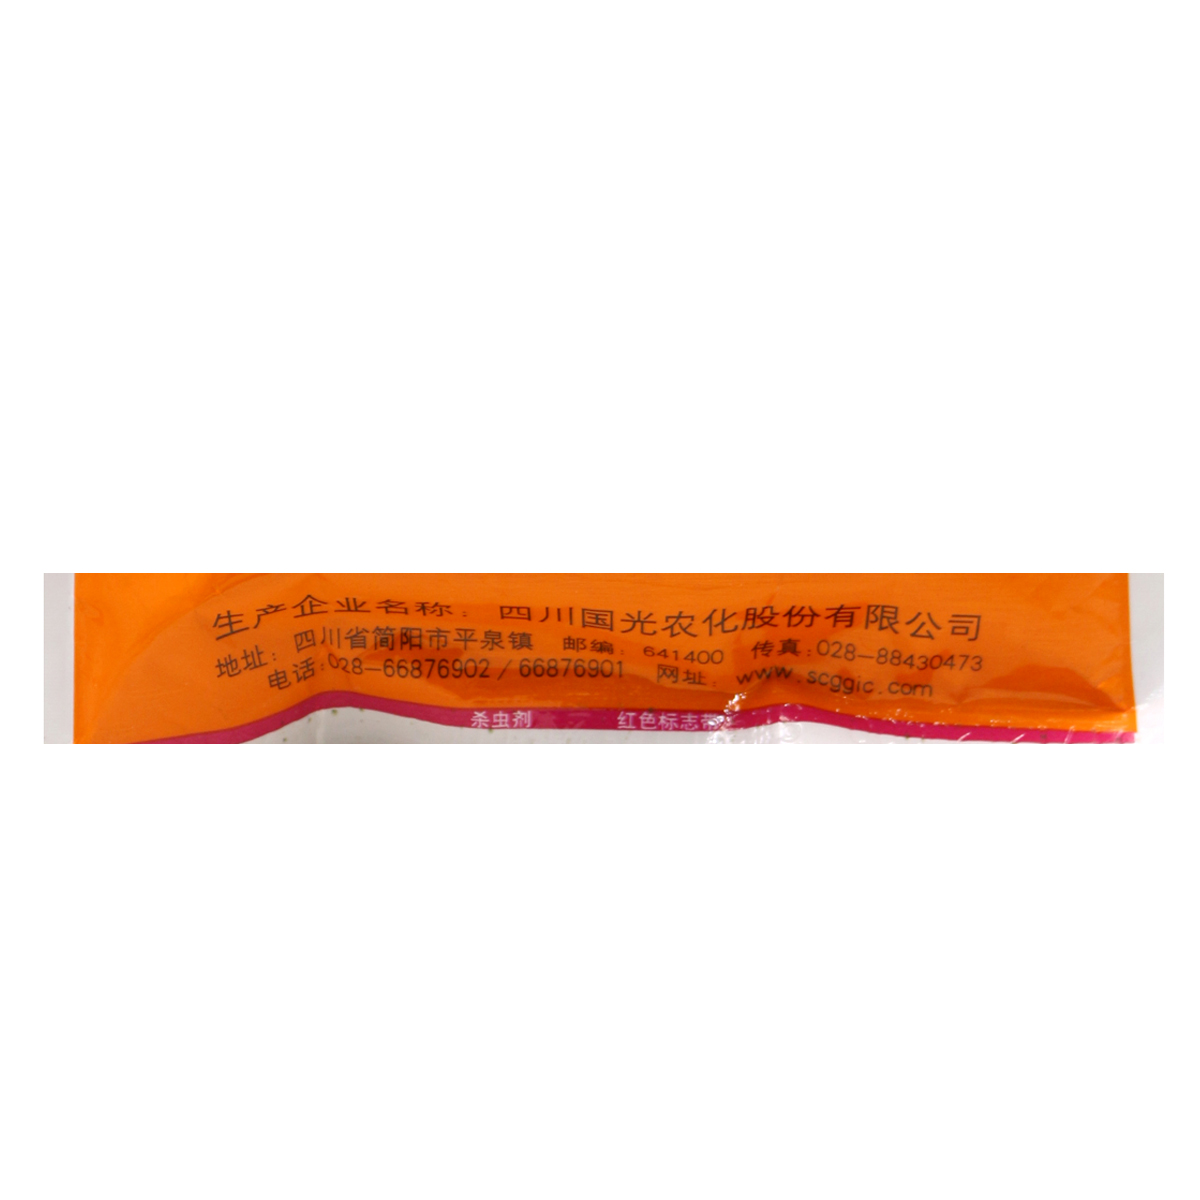 生产企业名称：四川国光农化股份有限公司
地址：四川省简阳市平泉镇 邮编：641400 传真：028-88430473
电话：028-66876902/66876901 网址：www.scggic.com
杀虫剂 红色标志带